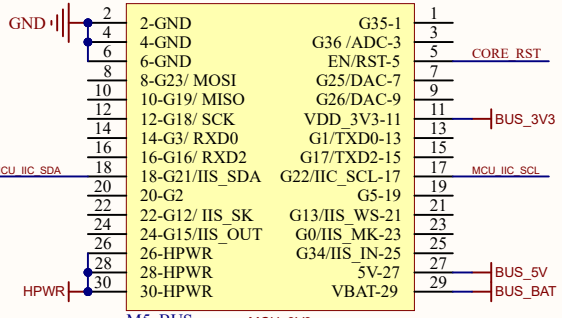 GND
2 2-GND G35-1 1
4 4-GND G36 /ADC-3 3
6 6-GND EN/RST-5 5 CORE_RST
8 8-G23/ MOSI G25/DAC-7 7
10 10-G19/ MISO G26/DAC-9 9
12 12-G18/ SCK VDD_3V3-11 11 BUS_3V3
14 14-G3/ RXD0 G1/TXD0-13 13
16 16-G16/ RXD2 G17/TXD2-15 15
CU_IIC_SDA 18 18-G21/IIS_SDA G22/IIC_SCL-17 17 MCU_IIC_SCL
20 20-G2 G5-19 19
22 22-G12/ IIS_SK G13/IIS_WS-21 21
24 24-G15/IIS_OUT G0/IIS_MK-23 23
26 26-HPWR G34/IIS_IN-25 25
28 28-HPWR 5V-27 27 BUS_5V
HPWR 30 30-HPWR VBAT-29 29 BUS_BAT
M5_BUS